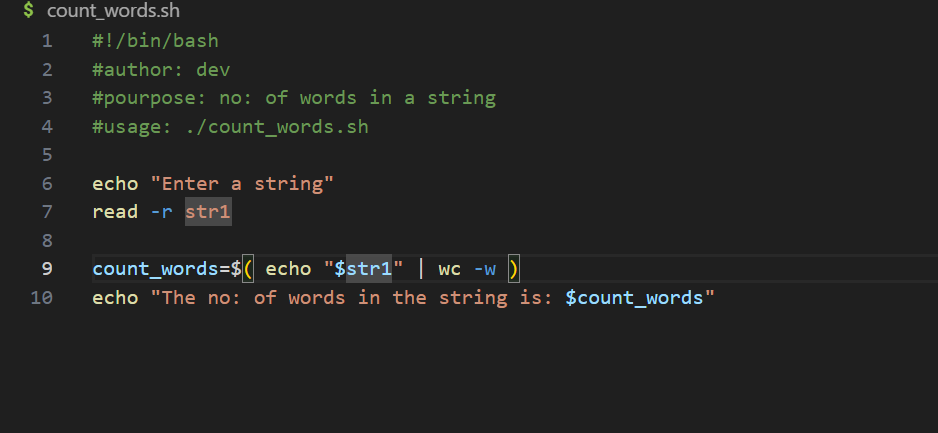 $ count_words.sh
1 #!/bin/bash
2 #author: dev
3 #pourpose: no: of words in a string
4 #usage: ./count_words.sh
5
6 echo "Enter a string"
7 read -r str1
8
9 count_words=$( echo "$str1" | wc -w )
10 echo "The no: of words in the string is: $count_words"